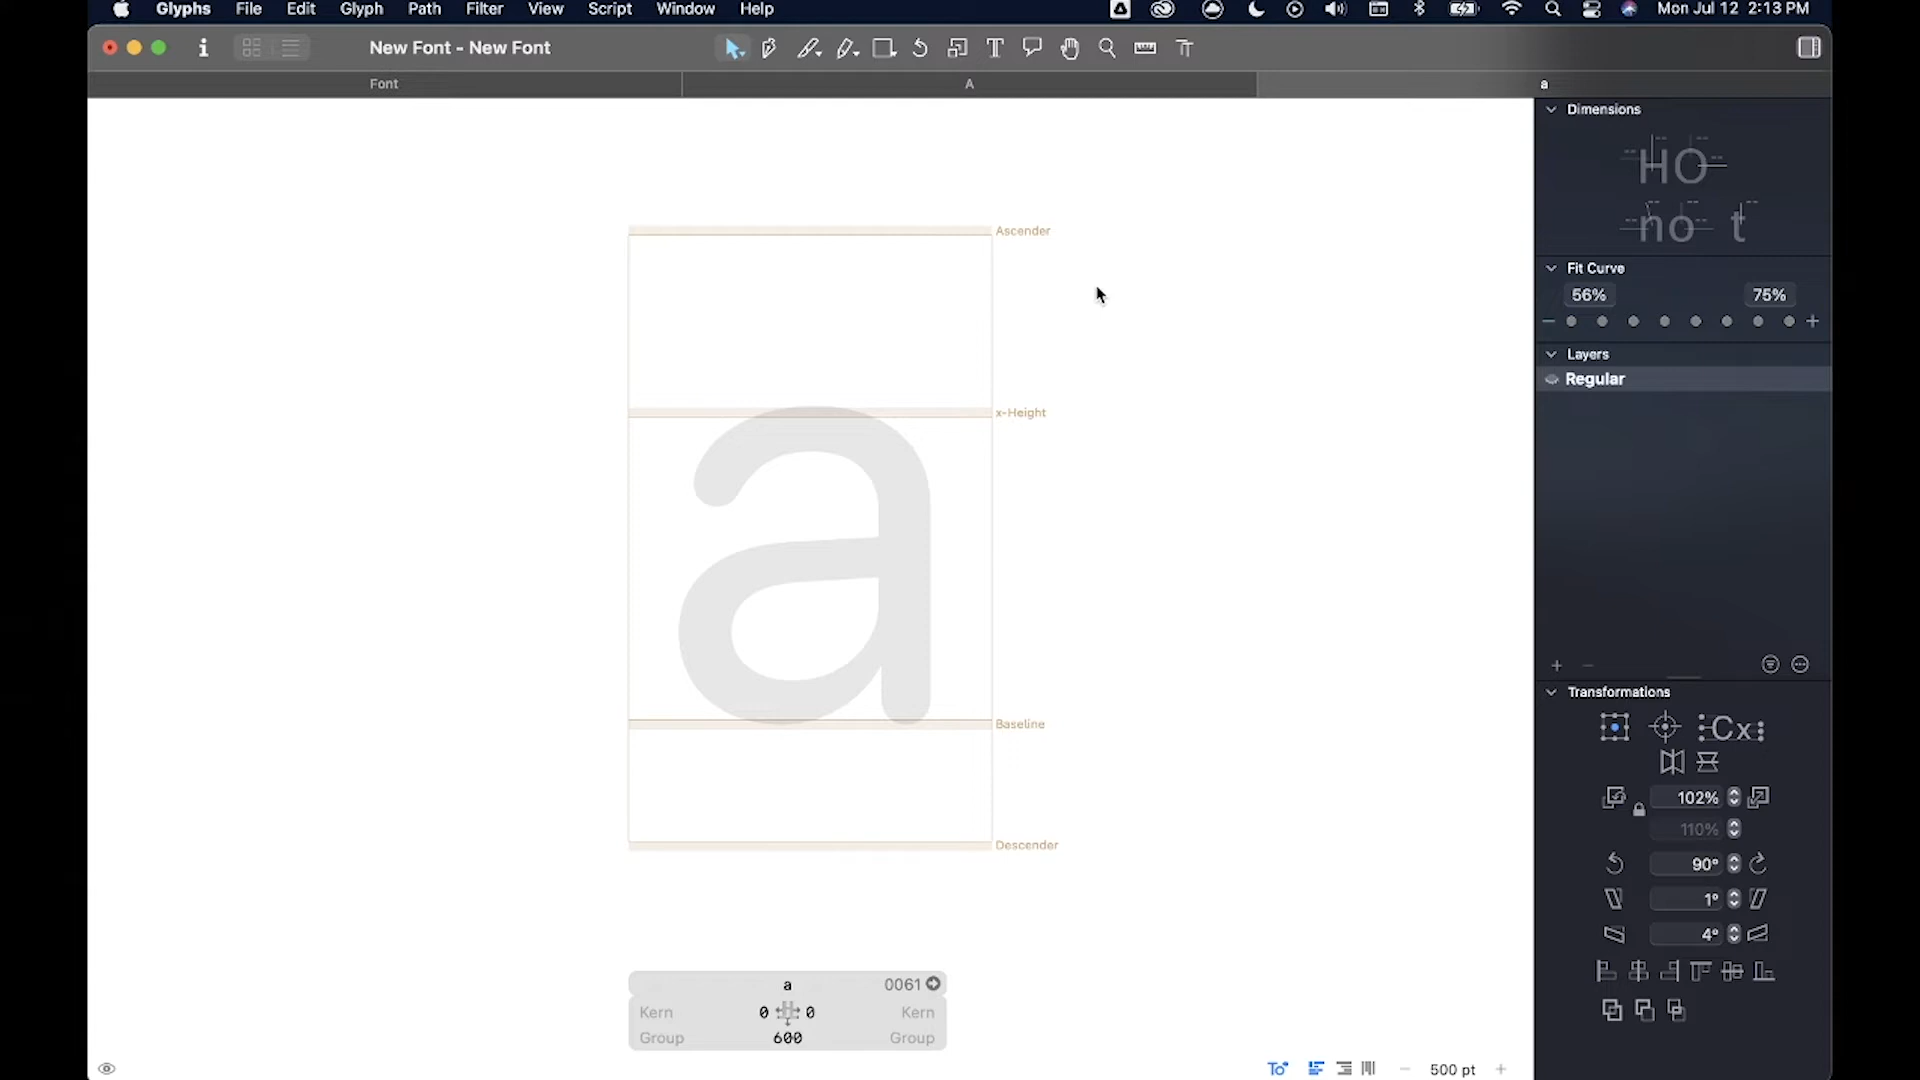 Glyphs File Edit Glyph Path Filter View Script Window Help Mon Jul 12 2:13 PM
New Font - New Font
Font A a
Dimensions
HO
no t
Ascender
Fit Curve
56% 75%
Layers
Regular
x-Height
a
Baseline
Transformations
Cx
102%
110%
Descender
90°
1°
4°
a 0061
Kern 0 0 Kern
Group 600 Group
500 pt